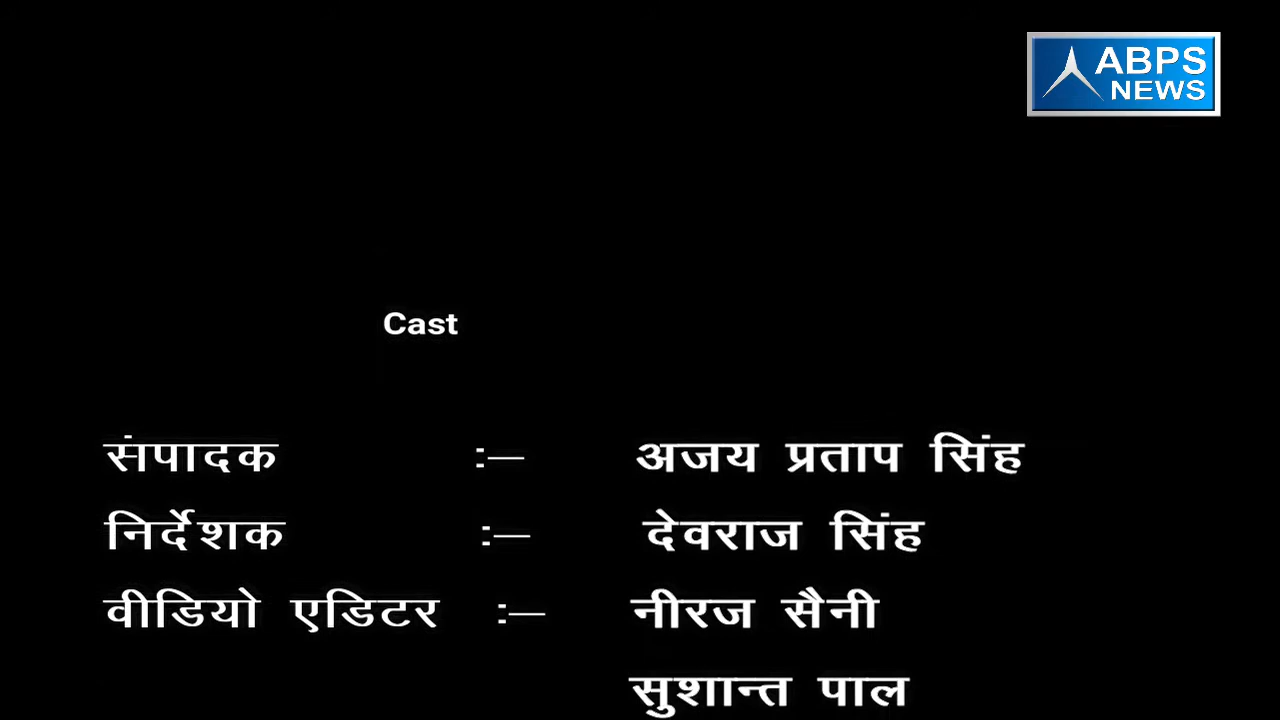 ABPS
NEWS
Cast
संपादक :— अजय प्रताप सिंह
निर्देशक :— देवराज सिंह
वीडियो एडिटर :— नीरज सैनी
सुशान्त पाल